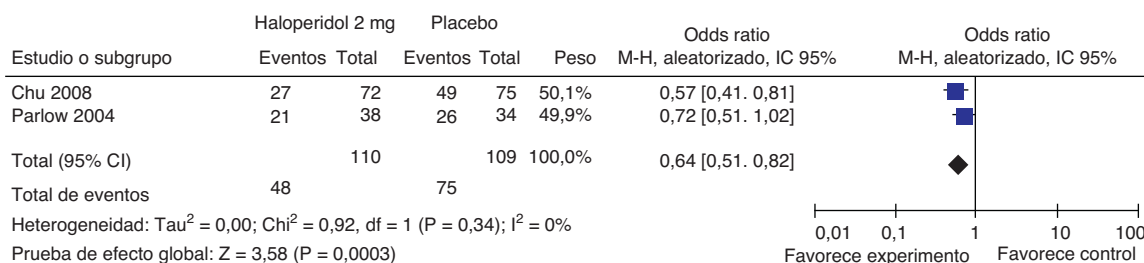 Haloperidol 2 mg Placebo Odds ratio Odds ratio
Estudio o subgrupo Eventos Total Eventos Total Peso M-H, aleatorizado, IC 95% M-H, aleatorizado, IC 95%
Chu 2008 27 72 49 75 50,1% 0,57 [0,41. 0,81]
Parlow 2004 21 38 26 34 49,9% 0,72 [0,51. 1,02]
Total (95% CI) 110 109 100,0% 0,64 [0,51. 0,82]
Total de eventos 48 75
Heterogeneidad: Tau² = 0,00; Chi² = 0,92, df = 1 (P = 0,34); I² = 0%
Prueba de efecto global: Z = 3,58 (P = 0,0003)
0,01 0,1 1 10 100
Favorece experimento Favorece control